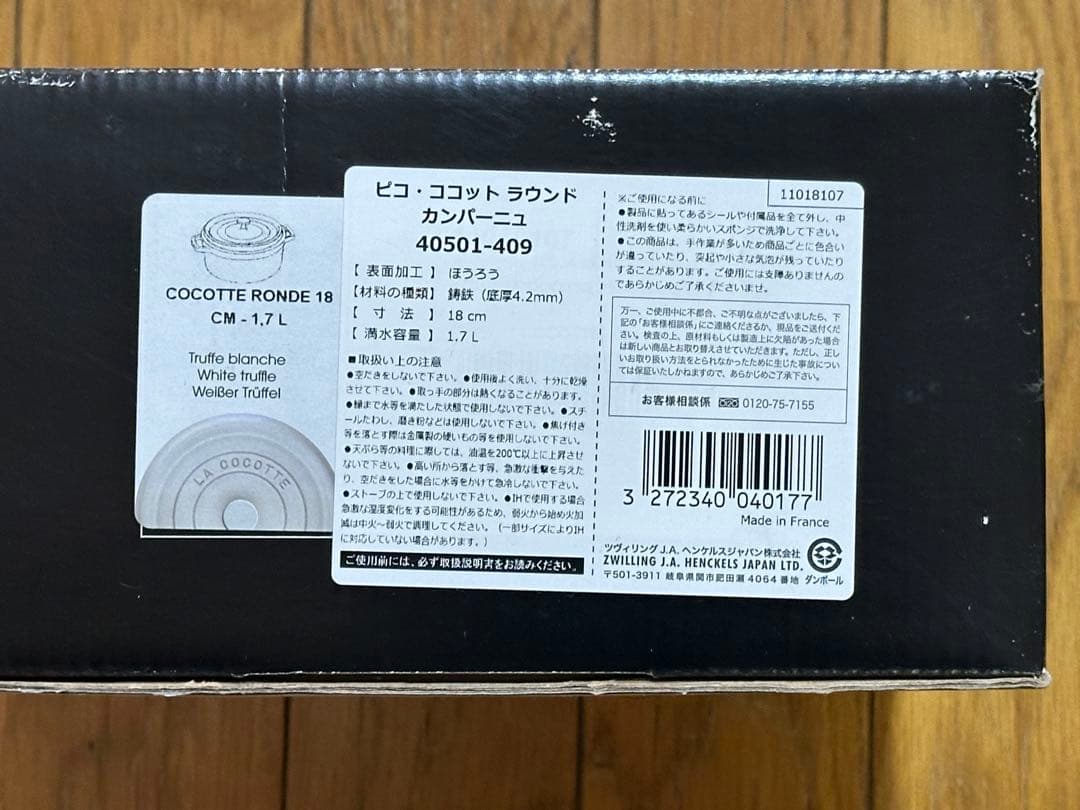 COCOTTE RONDE 18
CM - 1,7 L
Truffe blanche
White truffle
Weißer Trüffel
LA COCOTTE
ピコ・ココット ラウンド
カンパーニュ
40501-409
【 表面加工 】 ほうろう
【材料の種類】 鋳鉄（底厚4.2mm）
【 寸 法 】 18 cm
【 満水容量 】 1.7 L
■取扱い上の注意
●空だきをしないで下さい。●使用後よく洗い、十分に乾燥
させて下さい。●取っ手の部分は熱くなることがあります。
●縁まで水等を満たした状態で使用しないで下さい。●スチ
ールたわし、磨き粉などは使用しないで下さい。●焦げ付き
等を落とす際は金属製の硬いもの等を使用しないで下さい。
●天ぷら等の料理に際しては、油温を200℃以上に上昇させ
ないで下さい。●高い所から落とす等、急激な衝撃を与えた
り、空だきをした場合に水等をかけて急冷しないで下さい。
●ストーブの上で使用しないで下さい。●IHで使用する場合
急激な温度変化をする可能性があるため、弱火から始め火加
減は中火〜弱火で調理してください。（一部サイズによりIH
に対応していない場合があります。）
ご使用前には、必ず取扱説明書をお読みください。
11018107
※ご使用になる前に
●製品に貼ってあるシールや付属品を全て外し、中
性洗剤を使い柔らかいスポンジで洗浄して下さい。
●この商品は、手作業が多いため商品ごとに色合い
が違っていたり、突起や小さな気泡が残っていたり
することがあります。ご使用には支障ありませんの
であらかじめご了承くださいませ。
万一、ご使用中に不都合、ご不明な点がございましたら、下
記の「お客様相談係」にご連絡くださるか、現品をご送付くださ
い。検査の上、原材料もしくは製造上に欠陥があった場合
は新しい商品とお取り替えさせていただきます。ただし、正し
いお取り扱い方法をとられなかったために生じた事故につい
ては保証いたしかねますので、あらかじめご了承下さい。
お客様相談係 0120-75-7155
3 272340 040177
Made in France
ツヴィリング J.A. ヘンケルスジャパン株式会社
ZWILLING J.A. HENCKELS JAPAN LTD.
〒501-3911 岐阜県関市肥田瀬 4064 番地
ダンボール